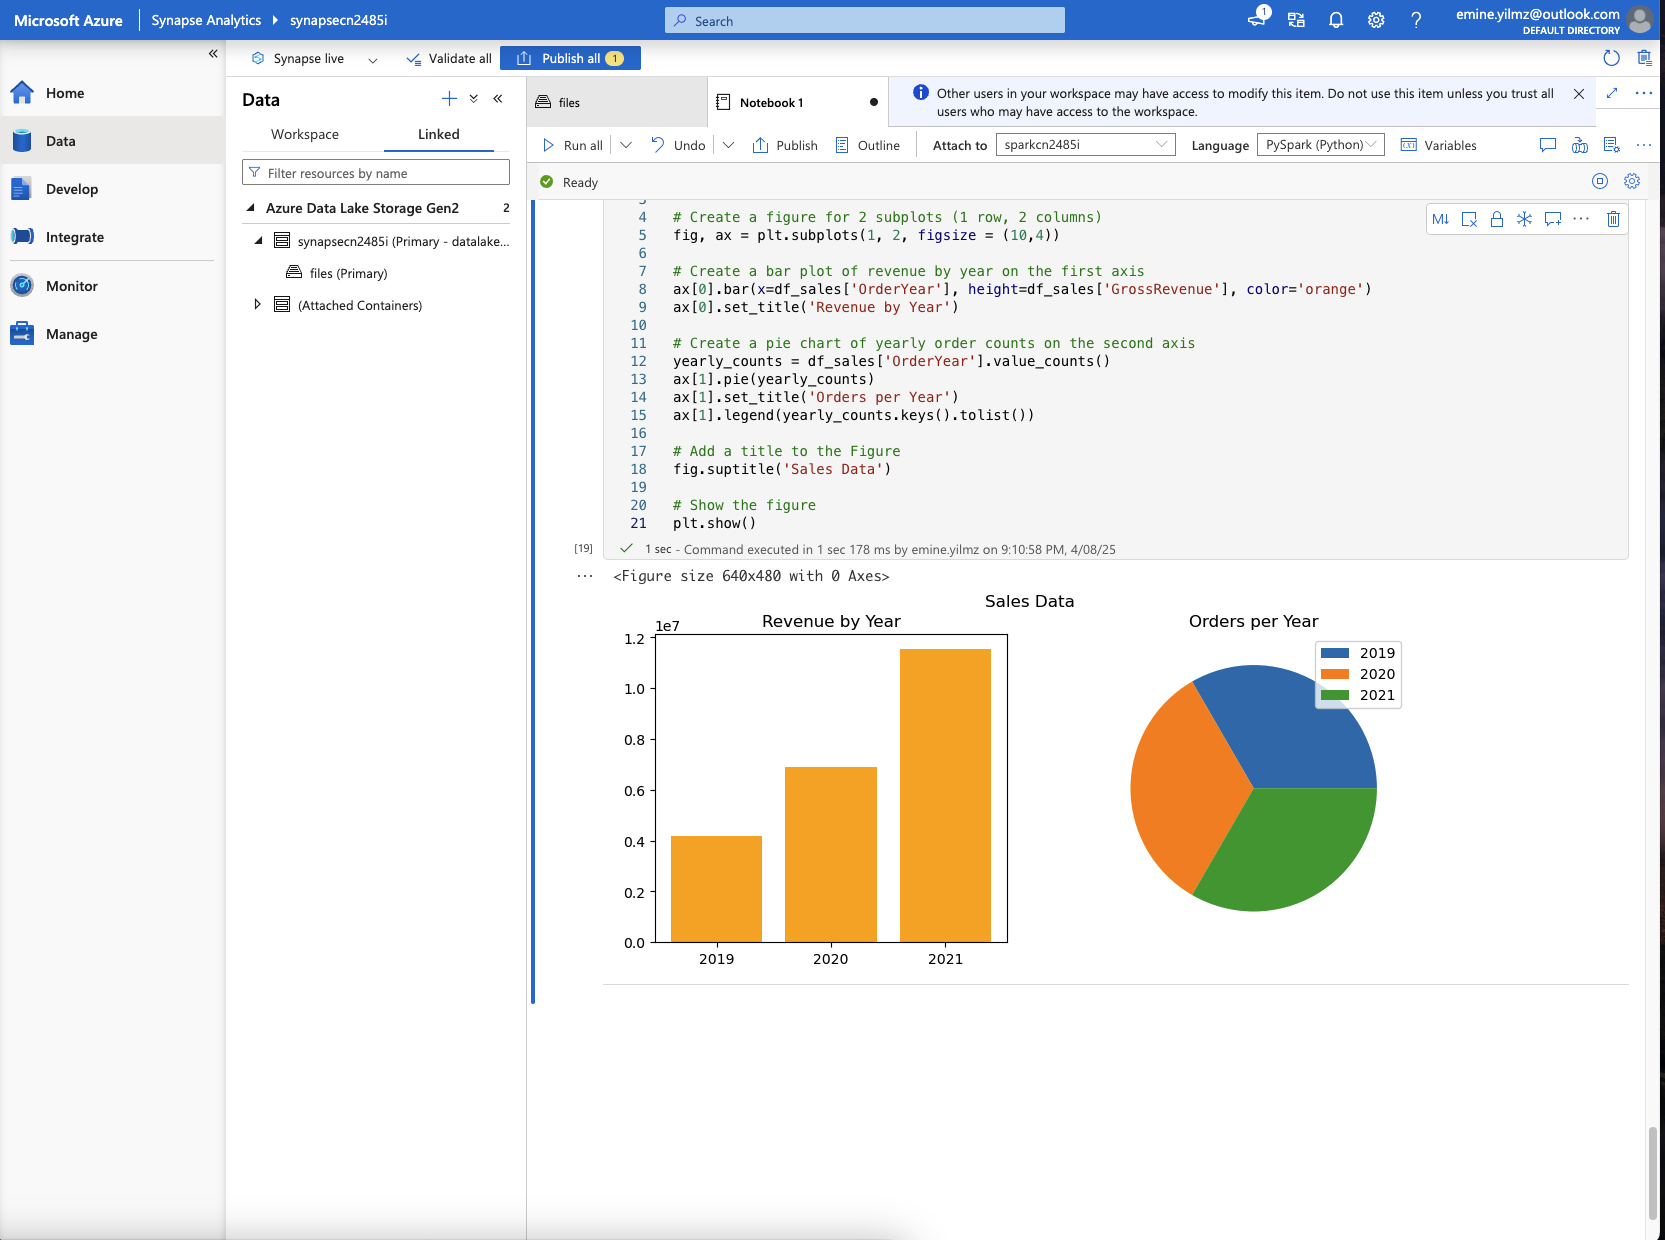 Microsoft Azure
Synapse Analytics
synapsecn2485i
Search
1
emine.yilmz@outlook.com
DEFAULT DIRECTORY
Synapse live
Validate all
Publish all 1
Home
Data
Develop
Integrate
Monitor
Manage
Data
Workspace
Linked
Filter resources by name
Azure Data Lake Storage Gen2 2
synapsecn2485i (Primary - datalake...
files (Primary)
(Attached Containers)
files
Notebook 1
Other users in your workspace may have access to modify this item. Do not use this item unless you trust all
users who may have access to the workspace.
Run all
Undo
Publish
Outline
Attach to
sparkcn2485i
Language
PySpark (Python)
Variables
Ready
M↓
4 # Create a figure for 2 subplots (1 row, 2 columns)
5 fig, ax = plt.subplots(1, 2, figsize = (10,4))
6
7 # Create a bar plot of revenue by year on the first axis
8 ax[0].bar(x=df_sales['OrderYear'], height=df_sales['GrossRevenue'], color='orange')
9 ax[0].set_title('Revenue by Year')
10
11 # Create a pie chart of yearly order counts on the second axis
12 yearly_counts = df_sales['OrderYear'].value_counts()
13 ax[1].pie(yearly_counts)
14 ax[1].set_title('Orders per Year')
15 ax[1].legend(yearly_counts.keys().tolist())
16
17 # Add a title to the Figure
18 fig.suptitle('Sales Data')
19
20 # Show the figure
21 plt.show()
[19] 1 sec - Command executed in 1 sec 178 ms by emine.yilmz on 9:10:58 PM, 4/08/25
<Figure size 640x480 with 0 Axes>
Sales Data
Revenue by Year
1e7
1.2
1.0
0.8
0.6
0.4
0.2
0.0
2019 2020 2021
Orders per Year
2019
2020
2021